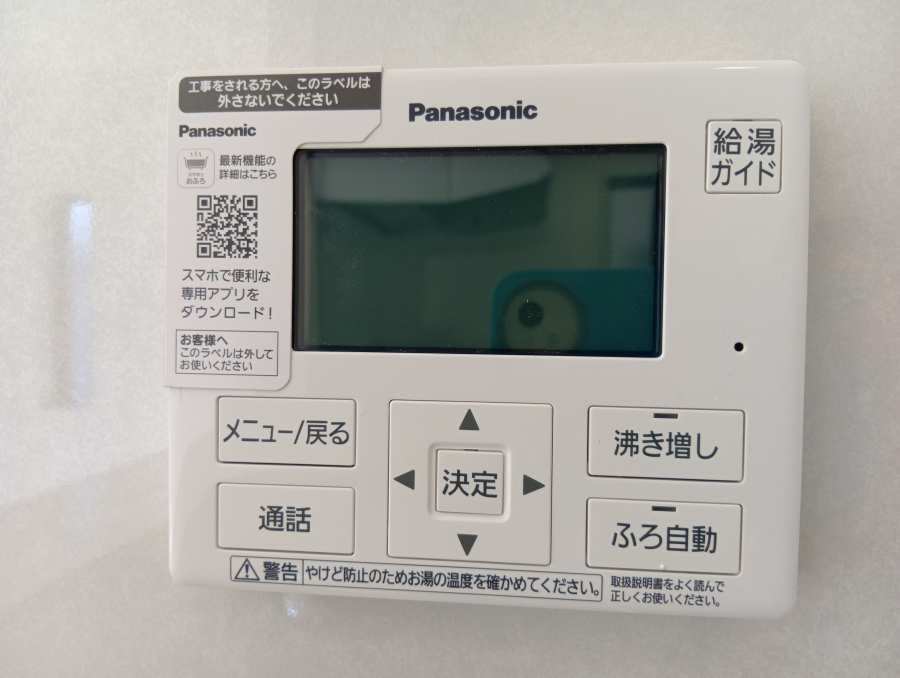 工事をされる方へ、このラベルは
外さないでください
Panasonic
最新機能の
詳細はこちら
おふろ
スマホで便利な
専用アプリを
ダウンロード!
お客様へ
このラベルは外して
お使いください
Panasonic
給湯
ガイド
メニュー/戻る
通話
決定
沸き増し
ふろ自動
警告
やけど防止のためお湯の温度を確かめてください。
取扱説明書をよく読んで
正しくお使いください。